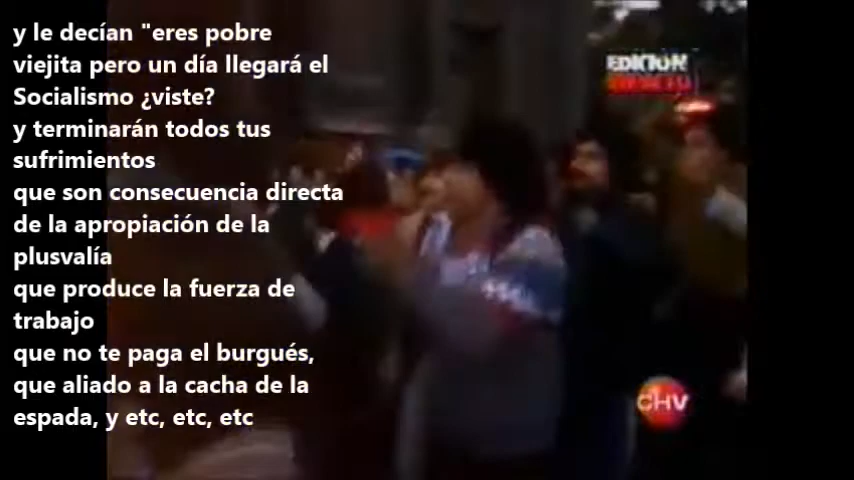 y le decían "eres pobre
viejita pero un día llegará el
Socialismo ¿viste?
y terminarán todos tus
sufrimientos
que son consecuencia directa
de la apropiación de la
plusvalía
que produce la fuerza de
trabajo
que no te paga el burgués,
que aliado a la cacha de la
espada, y etc, etc, etc
EDICION
CHV